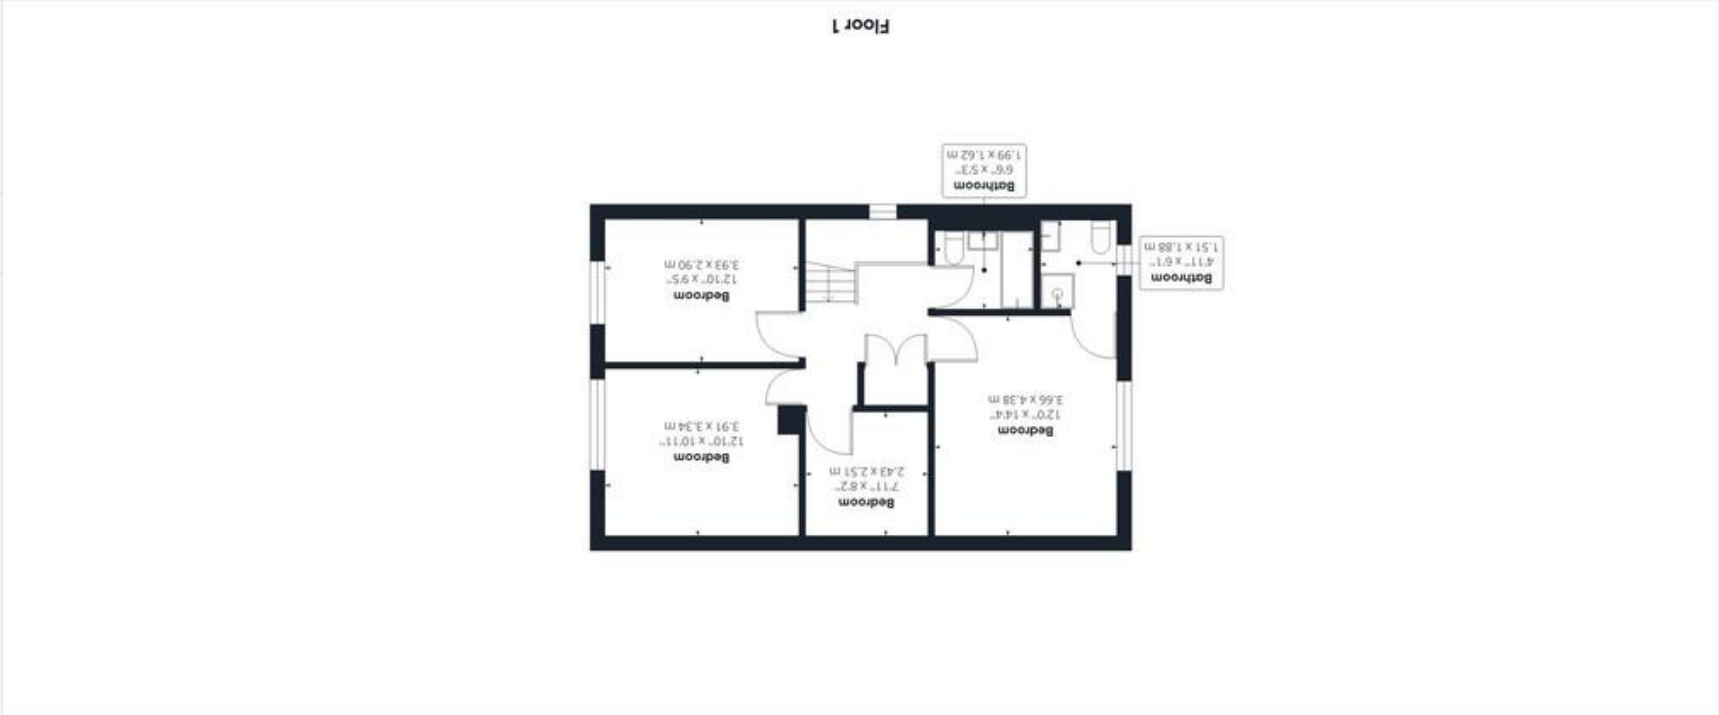 Bedroom
7'11" x 8'2"
2.43 x 2.51 m
Bedroom
12'10" x 10'11"
3.91 x 3.34 m
Bedroom
12'0" x 14'4"
3.66 x 4.38 m
Bedroom
12'10" x 9'5"
3.93 x 2.90 m
Bathroom
4'11" x 6'1"
1.51 x 1.88 m
Bathroom
6'6" x 5'3"
1.99 x 1.62 m
Floor 1